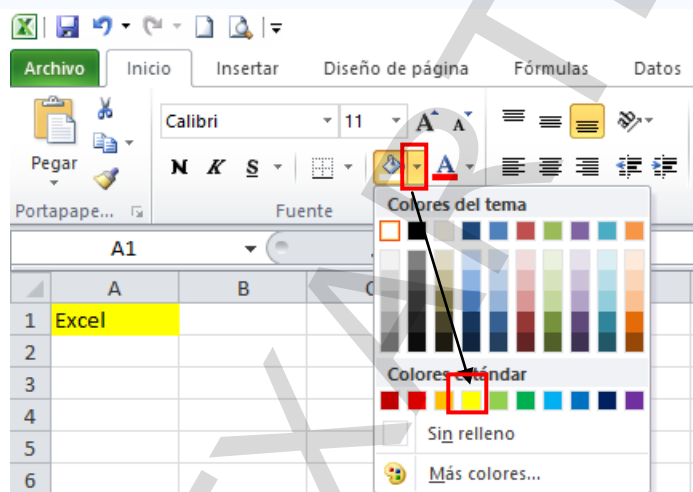 Archivo Inicio Insertar Diseño de página Fórmulas Datos
Calibri 11 A A
Pegar
N K S A
Portapape... Fuente
Colores del tema
A1
A B C
1 Excel
2
3
Colores estándar
4
Sin relleno
5
Más colores...
6